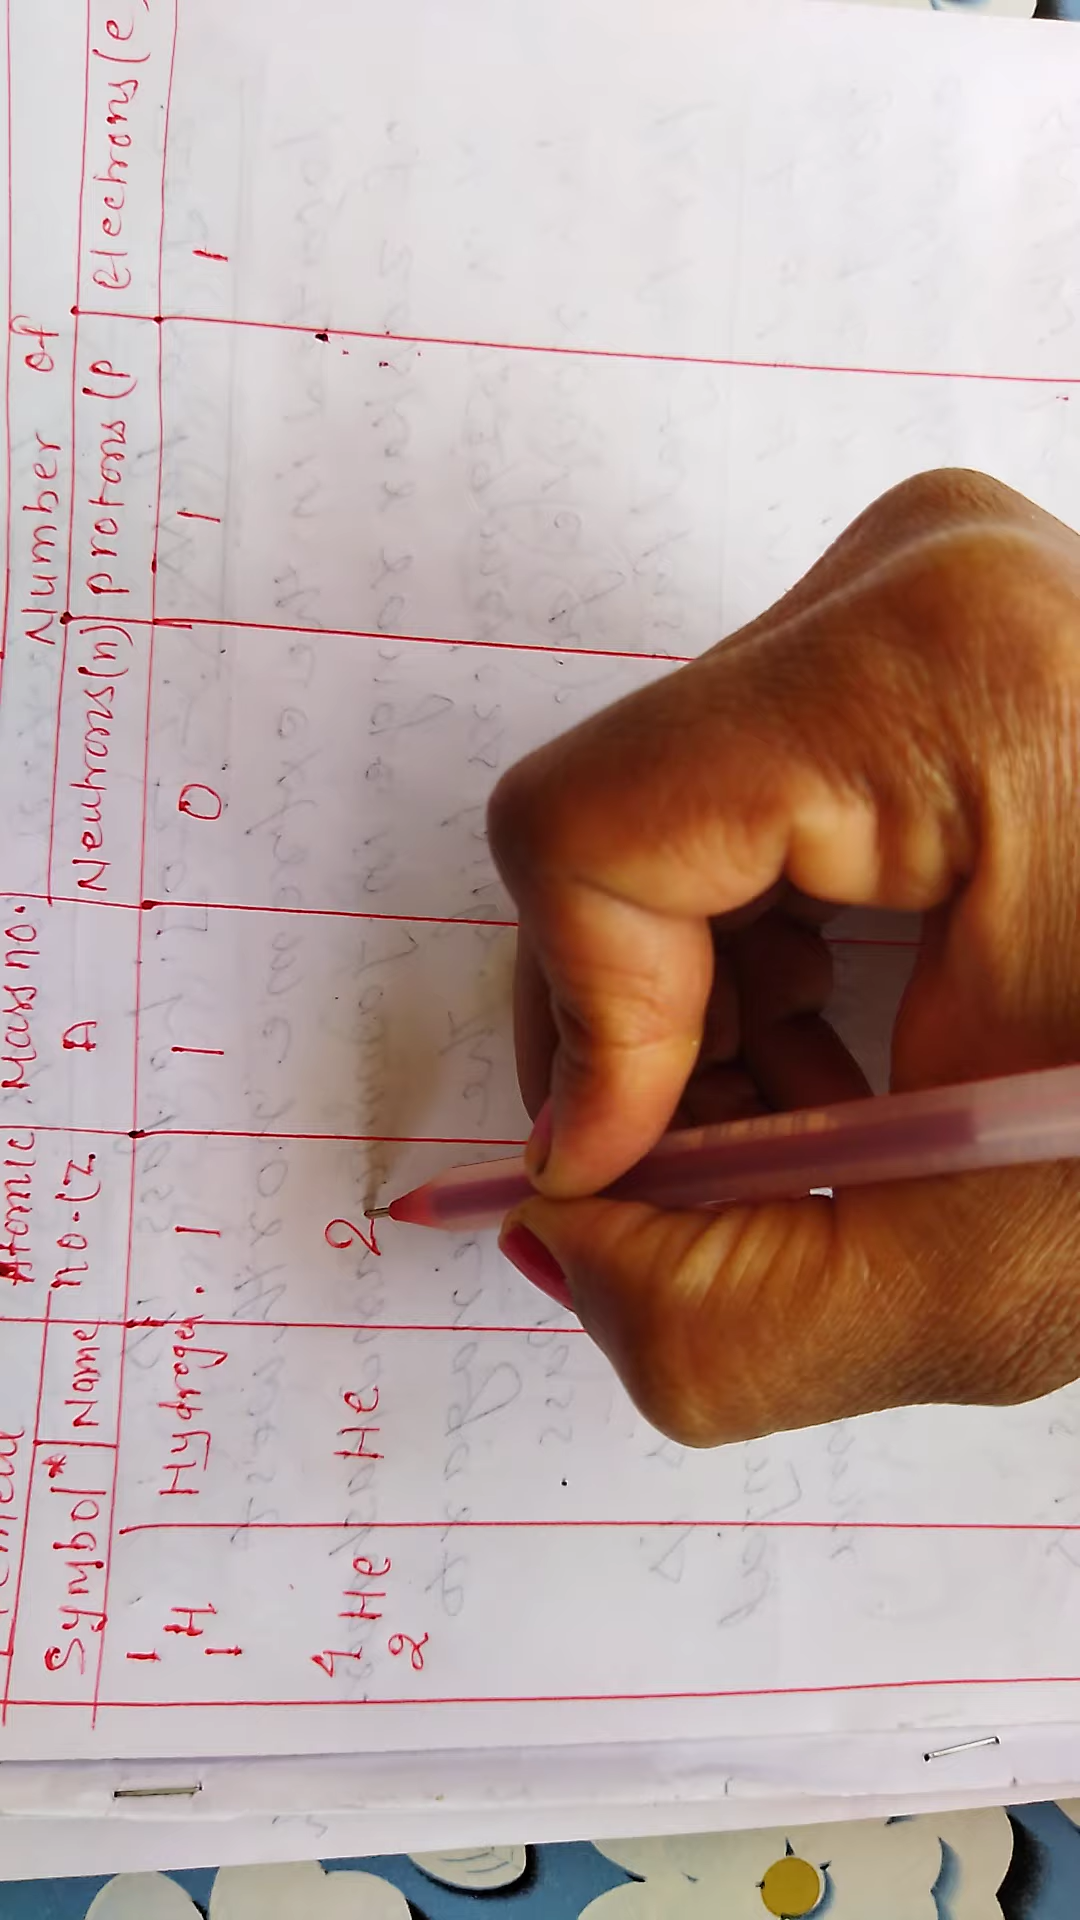 Number of
Atomic Mass no.
Symbol* Name no.(Z A Neutrons(n) Protons(p Electrons(e
1
H Hydrogen. 1 1 0 1 1
1
4
He He 2
2